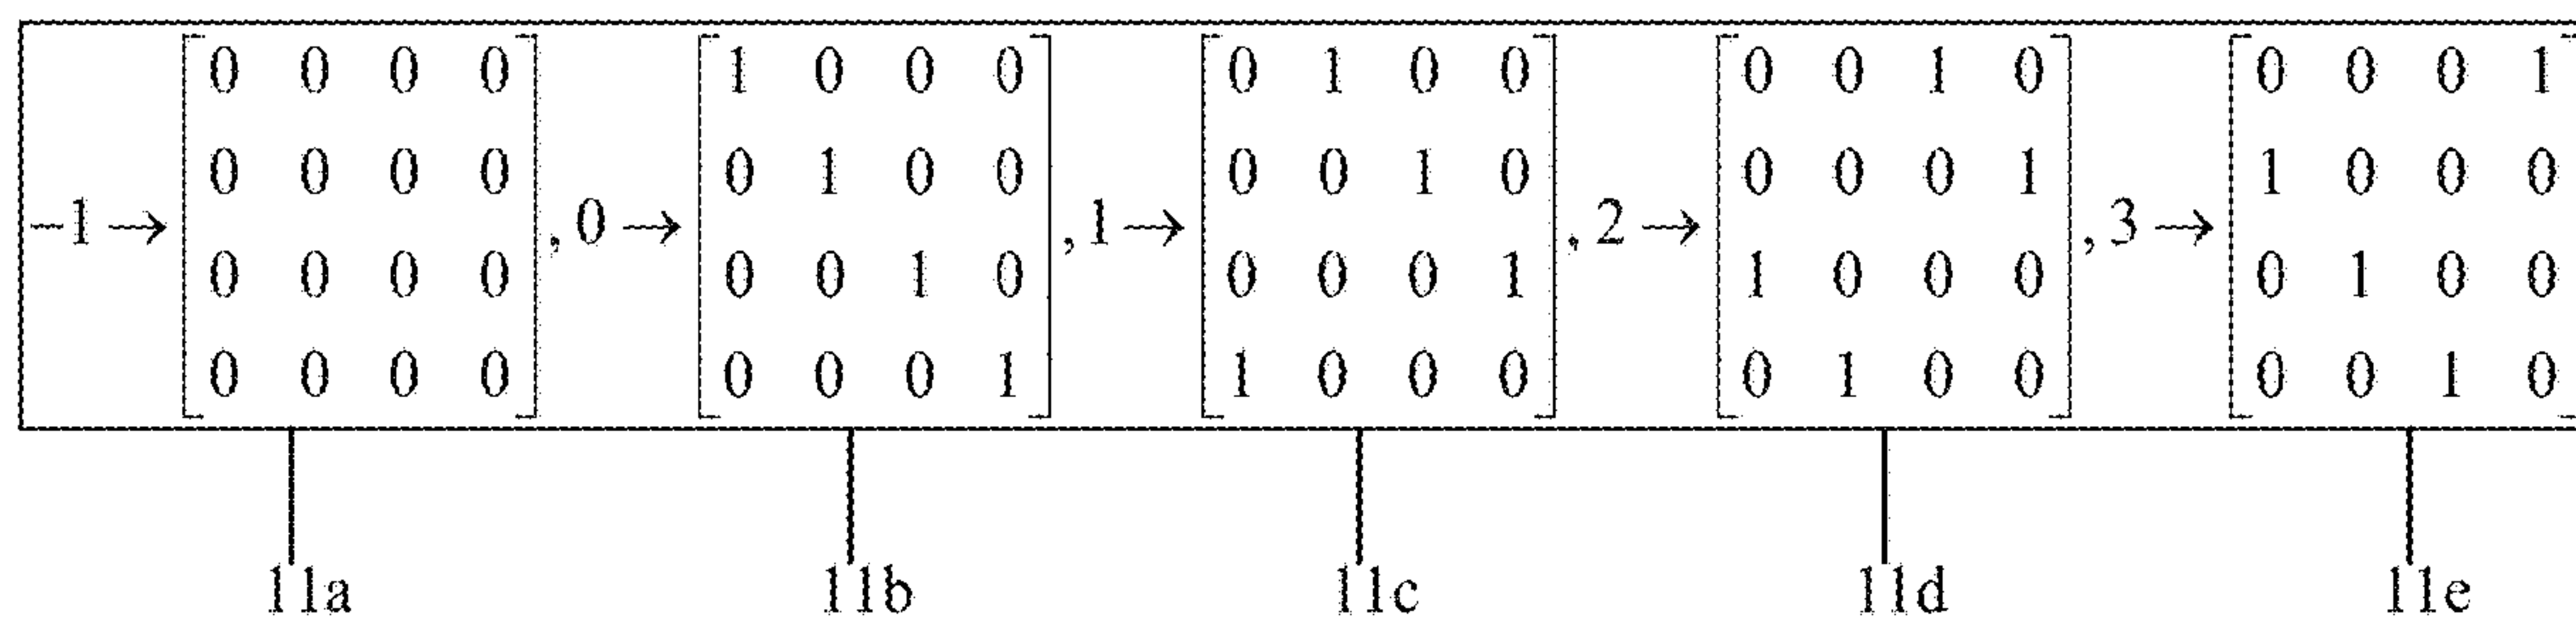 0 0 0 0 1 0 0 0 0 1 0 0 0 0 1 0 0 0 0 1
0 0 0 0 0 1 0 0 0 0 1 0 0 0 0 1 1 0 0 0
-1 → , 0 → , 1 → , 2 → , 3 →
0 0 0 0 0 0 1 0 0 0 0 1 1 0 0 0 0 1 0 0
0 0 0 0 0 0 0 1 1 0 0 0 0 1 0 0 0 0 1 0
11a 11b 11c 11d 11e